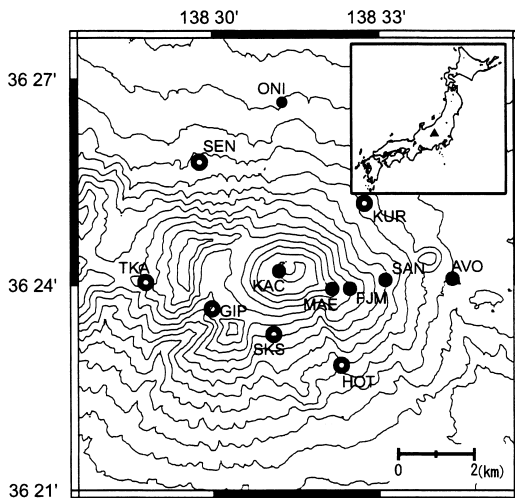 138 30' 138 33'
36 27'
ONI
SEN
KUR
TKA
KAC
SAN
AVO
36 24'
MAE
FJM
GIP
SKS
HOT
0 2(km)
36 21'